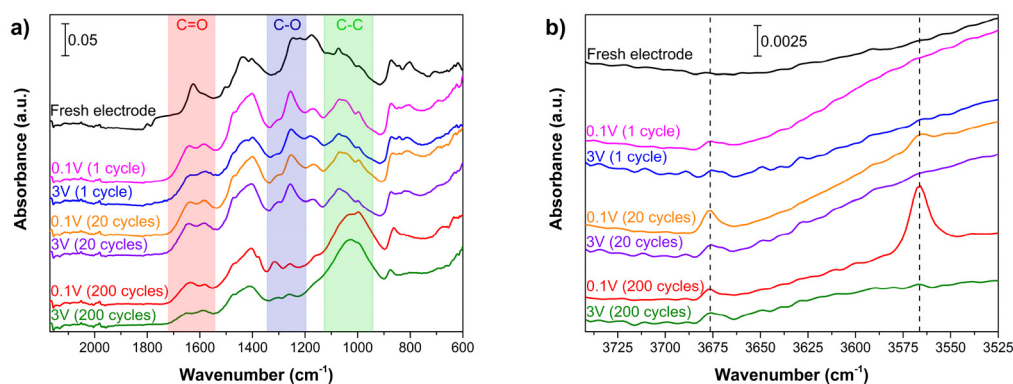 a)
C=O
C-O
C-C
0.05
Fresh electrode
0.1V (1 cycle)
3V (1 cycle)
0.1V (20 cycles)
3V (20 cycles)
0.1V (200 cycles)
3V (200 cycles)
Absorbance (a.u.)
2000 1800 1600 1400 1200 1000 800 600
Wavenumber (cm⁻¹)
b)
0.0025
Fresh electrode
0.1V (1 cycle)
3V (1 cycle)
0.1V (20 cycles)
3V (20 cycles)
0.1V (200 cycles)
3V (200 cycles)
Absorbance (a.u.)
3725 3700 3675 3650 3625 3600 3575 3550 3525
Wavenumber (cm⁻¹)